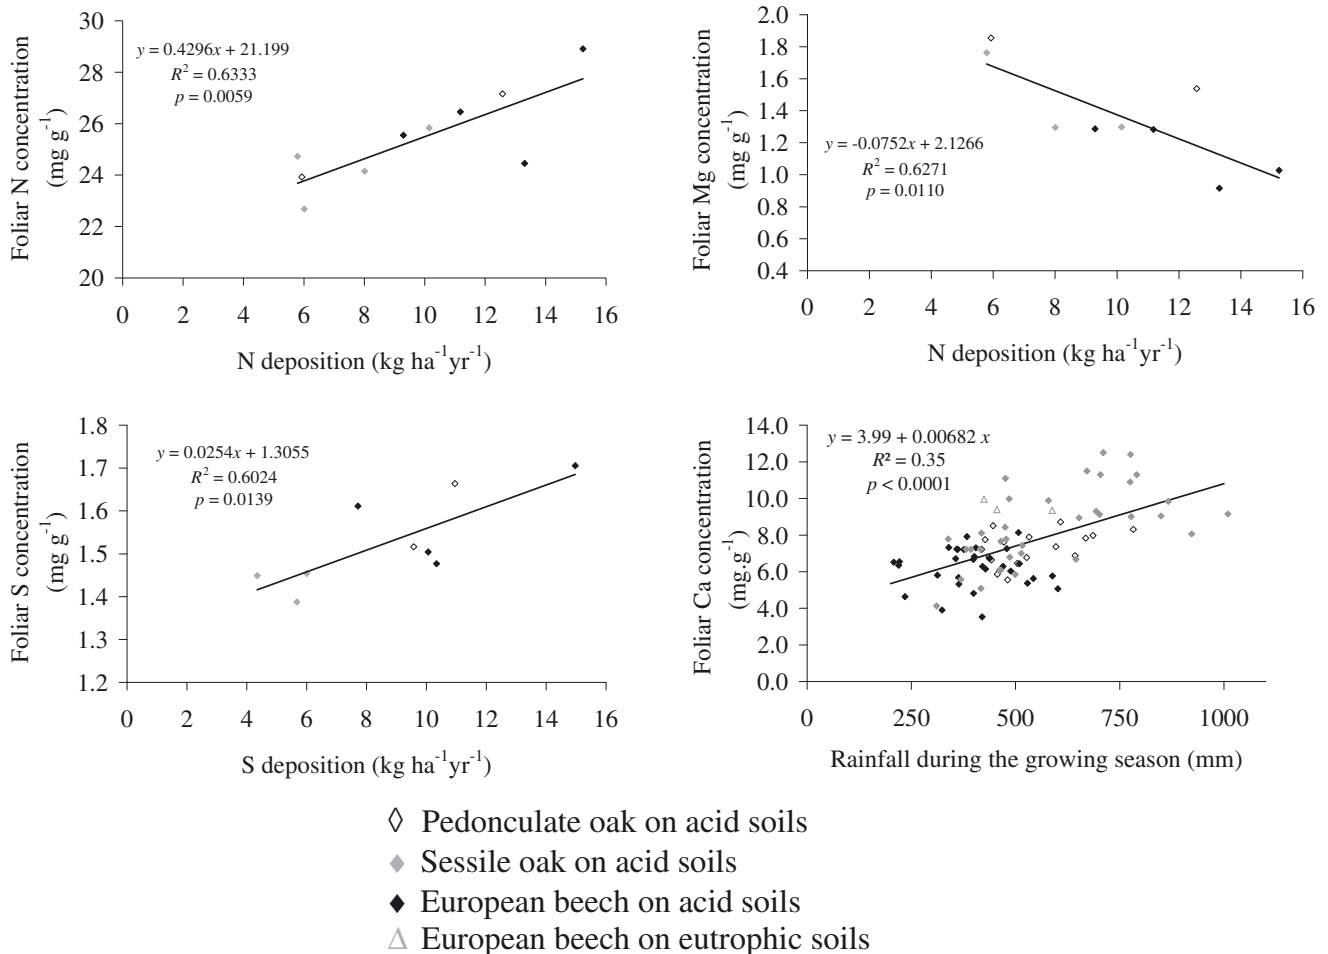 Foliar N concentration
(mg g⁻¹)
30
28
26
24
22
20
y = 0.4296x + 21.199
R² = 0.6333
p = 0.0059
0 2 4 6 8 10 12 14 16
N deposition (kg ha⁻¹yr⁻¹)
Foliar Mg concentration
(mg g⁻¹)
2.0
1.8
1.6
1.4
1.2
1.0
0.8
0.6
0.4
y = -0.0752x + 2.1266
R² = 0.6271
p = 0.0110
0 2 4 6 8 10 12 14 16
N deposition (kg ha⁻¹yr⁻¹)
Foliar S concentration
(mg g⁻¹)
1.8
1.7
1.6
1.5
1.4
1.3
1.2
y = 0.0254x + 1.3055
R² = 0.6024
p = 0.0139
0 2 4 6 8 10 12 14 16
S deposition (kg ha⁻¹yr⁻¹)
Foliar Ca concentration
(mg.g⁻¹)
14.0
12.0
10.0
8.0
6.0
4.0
2.0
0.0
y = 3.99 + 0.00682 x
R² = 0.35
p < 0.0001
0 250 500 750 1000
Rainfall during the growing season (mm)
Pedonculate oak on acid soils
Sessile oak on acid soils
European beech on acid soils
European beech on eutrophic soils